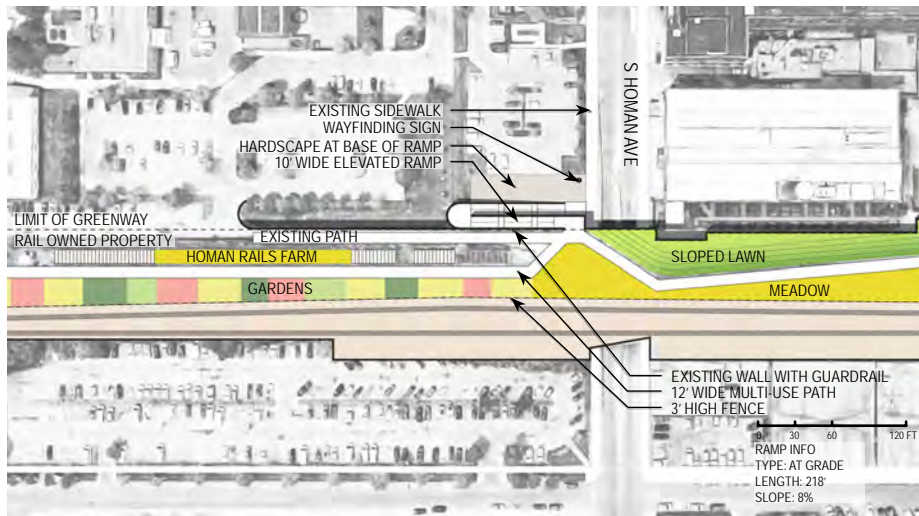 S HOMAN AVE
EXISTING SIDEWALK
WAYFINDING SIGN
HARDSCAPE AT BASE OF RAMP
10' WIDE ELEVATED RAMP
LIMIT OF GREENWAY
RAIL OWNED PROPERTY
EXISTING PATH
HOMAN RAILS FARM
SLOPED LAWN
GARDENS
MEADOW
EXISTING WALL WITH GUARDRAIL
12' WIDE MULTI-USE PATH
3' HIGH FENCE
0 30 60 120 FT
RAMP INFO
TYPE: AT GRADE
LENGTH: 218'
SLOPE: 8%